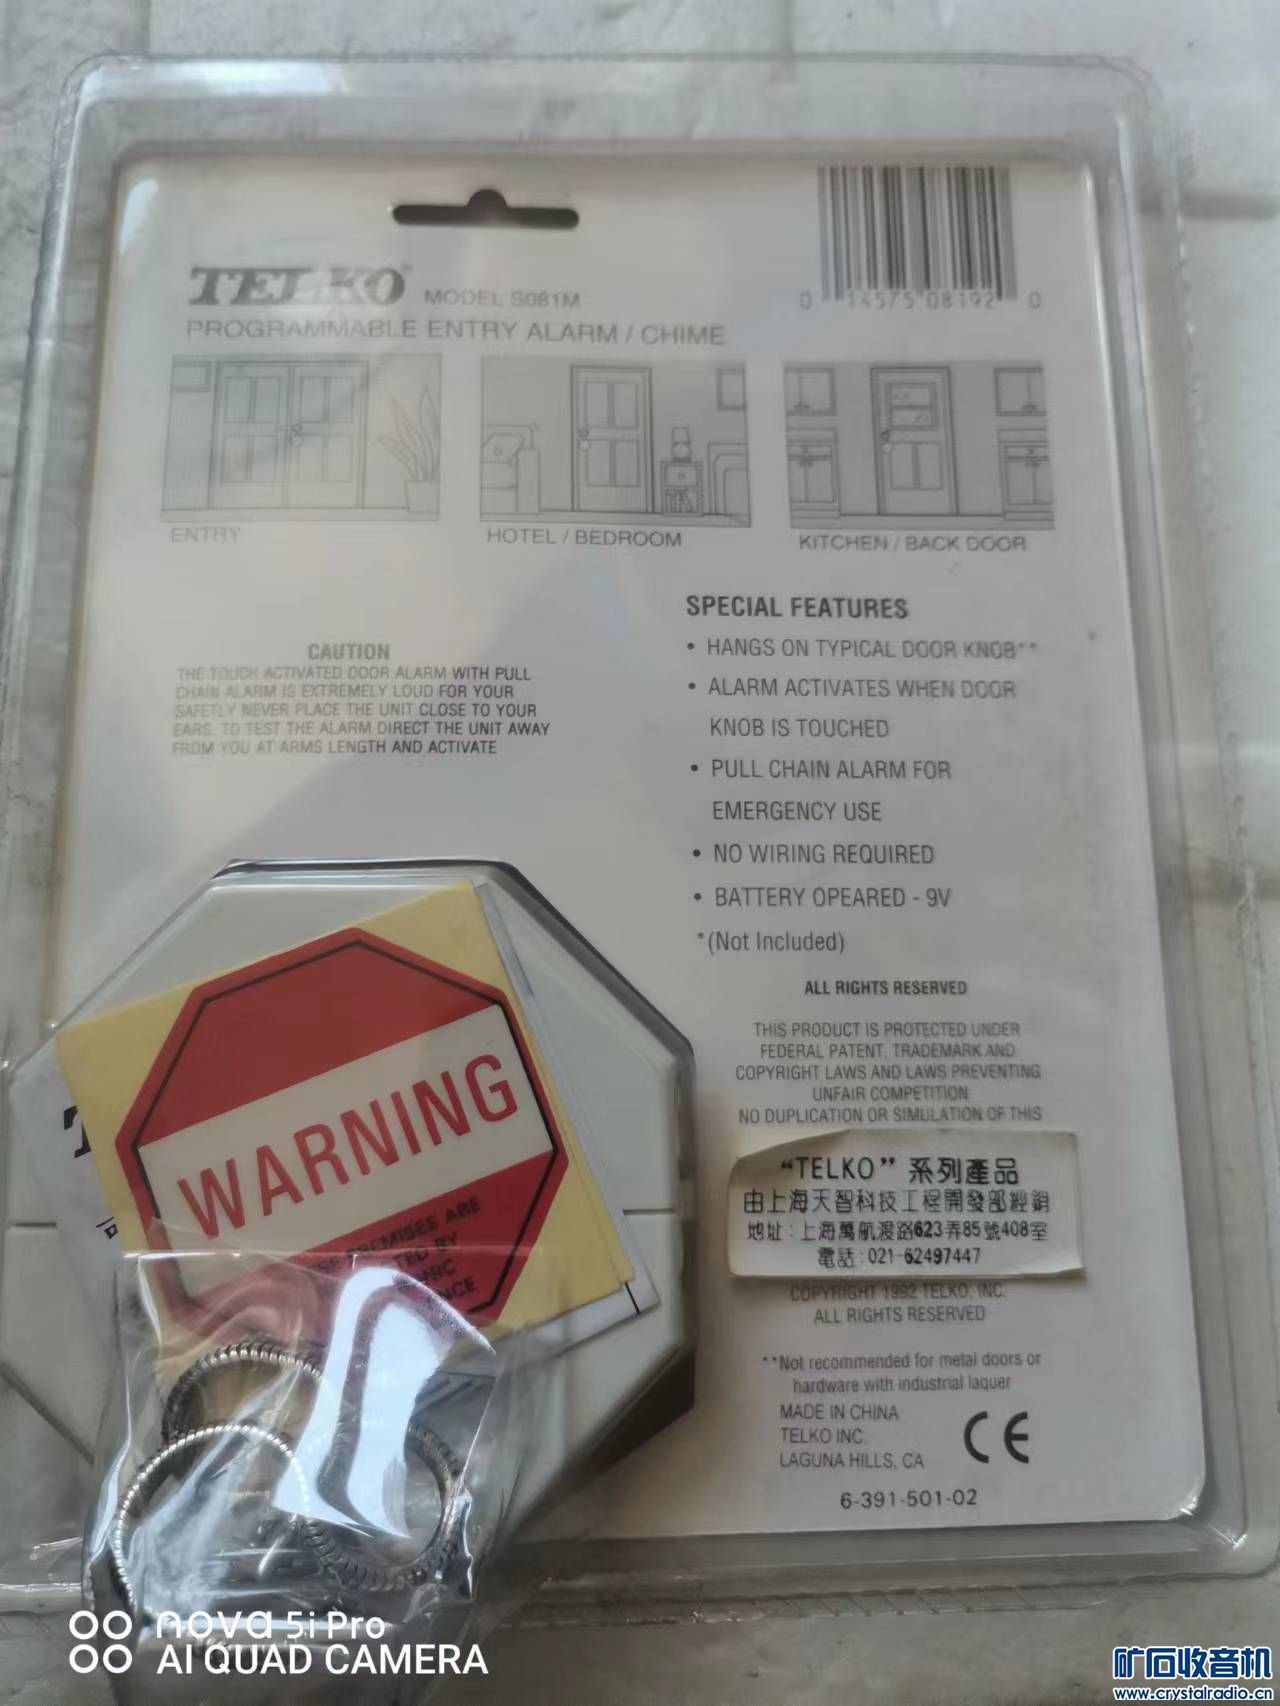 TELKO MODEL S081M
0 14575 08192 0
PROGRAMMABLE ENTRY ALARM / CHIME
ENTRY
HOTEL / BEDROOM
KITCHEN / BACK DOOR
CAUTION
THE TOUCH ACTIVATED DOOR ALARM WITH PULL
CHAIN ALARM IS EXTREMELY LOUD FOR YOUR
SAFETLY NEVER PLACE THE UNIT CLOSE TO YOUR
EARS. TO TEST THE ALARM DIRECT THE UNIT AWAY
FROM YOU AT ARMS LENGTH AND ACTIVATE
SPECIAL FEATURES
• HANGS ON TYPICAL DOOR KNOB**
• ALARM ACTIVATES WHEN DOOR
KNOB IS TOUCHED
• PULL CHAIN ALARM FOR
EMERGENCY USE
• NO WIRING REQUIRED
• BATTERY OPEARED - 9V
*(Not Included)
ALL RIGHTS RESERVED
THIS PRODUCT IS PROTECTED UNDER
FEDERAL PATENT, TRADEMARK AND
COPYRIGHT LAWS AND LAWS PREVENTING
UNFAIR COMPETITION
NO DUPLICATION OR SIMULATION OF THIS
"TELKO" 系列產品
由上海天智科技工程開發部經銷
地址:上海萬航渡路623弄85號408室
電話:021-62497447
COPYRIGHT 1992 TELKO, INC.
ALL RIGHTS RESERVED
**Not recommended for metal doors or
hardware with industrial laquer
MADE IN CHINA
TELKO INC.
LAGUNA HILLS, CA
CE
6-391-501-02
WARNING
PREMISES ARE
TED BY
nova 5i Pro
AI QUAD CAMERA
矿石收音机
www.crystalradio.cn